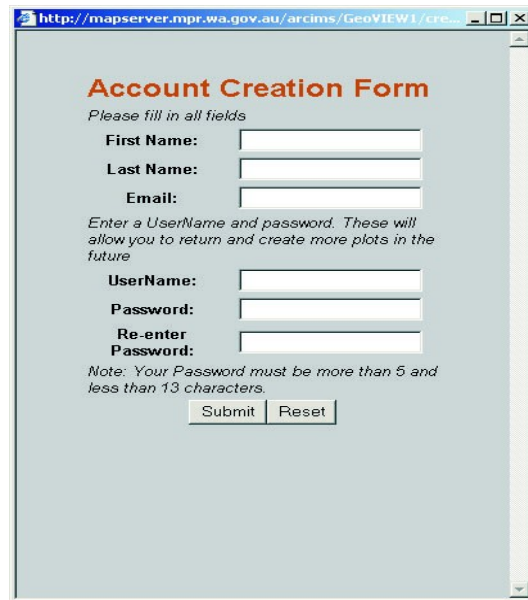 http://mapserver.mpr.wa.gov.au/arcims/GeoVIEW1/cre...
Account Creation Form
Please fill in all fields
First Name:
Last Name:
Email:
Enter a UserName and password. These will
allow you to return and create more plots in the
future
UserName:
Password:
Re-enter
Password:
Note: Your Password must be more than 5 and
less than 13 characters.
Submit Reset